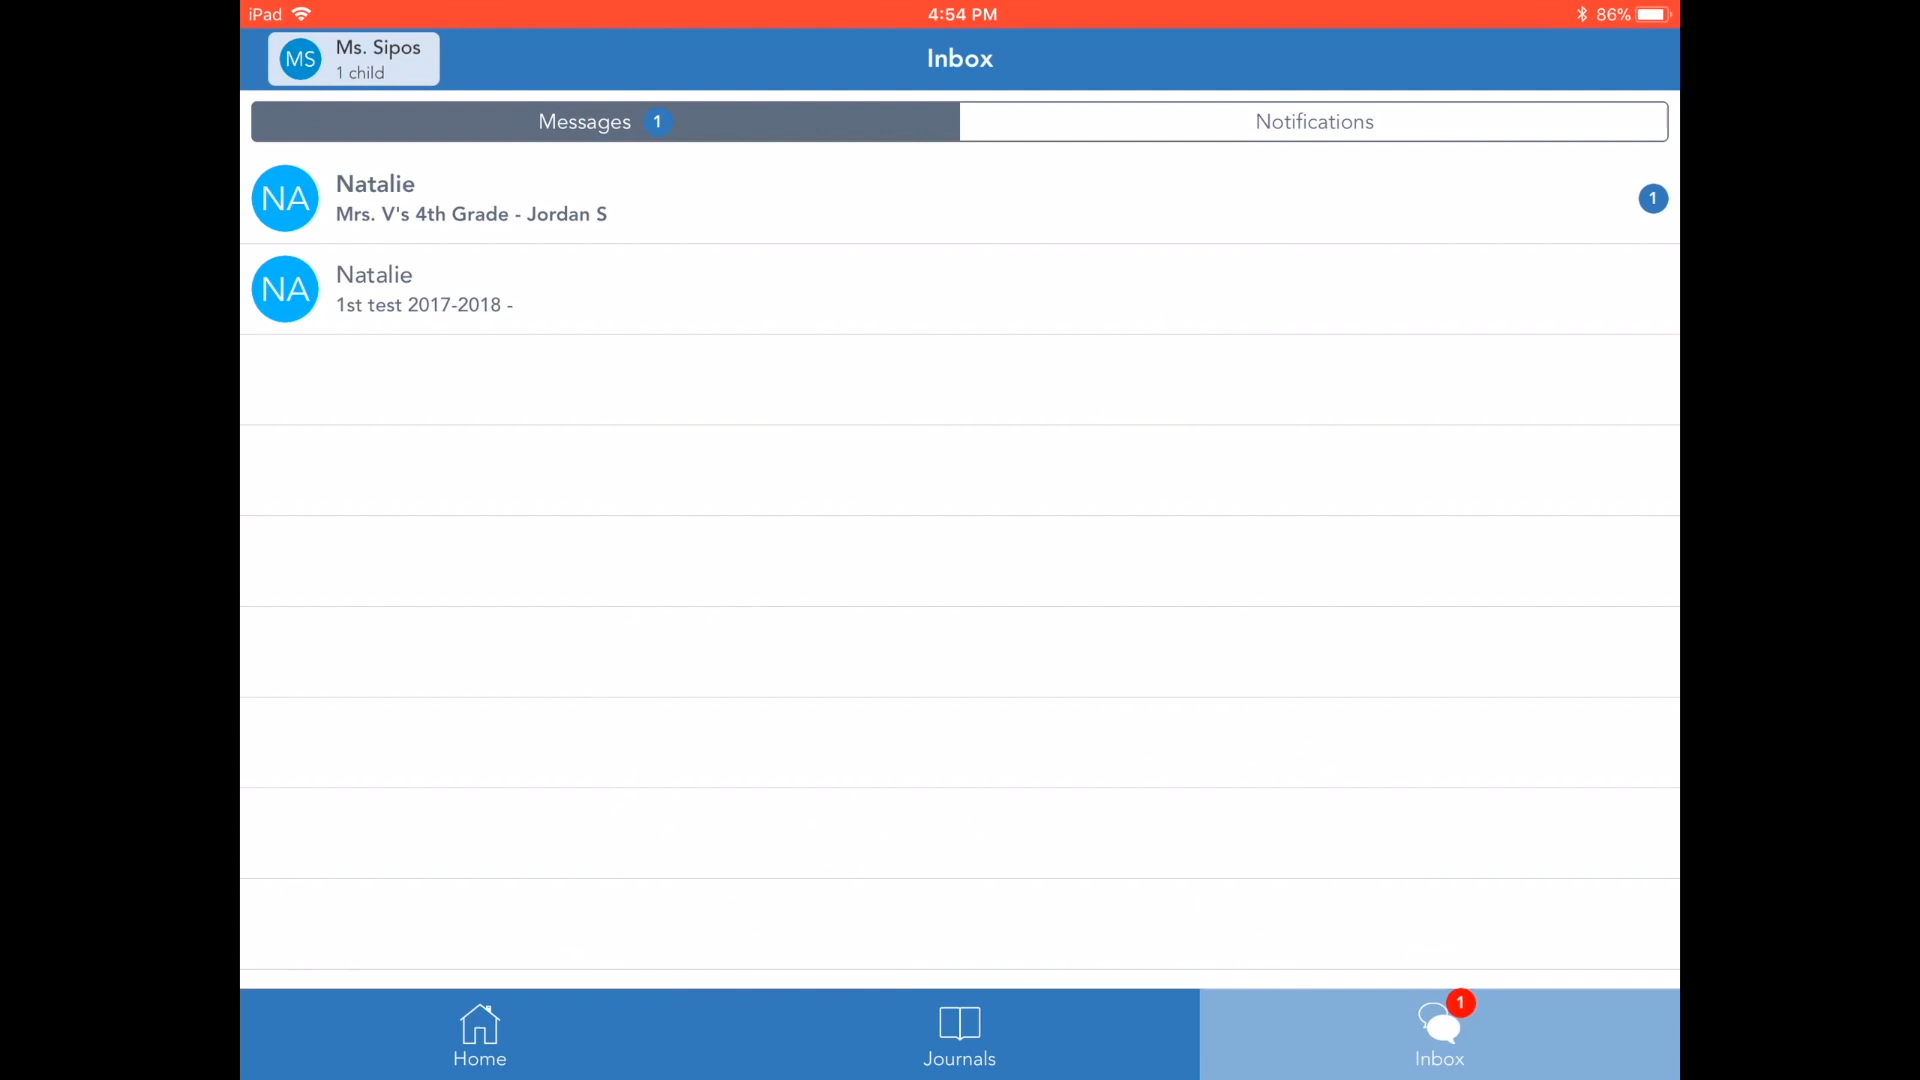 iPad 4:54 PM 86%
MS Ms. Sipos
1 child
Inbox
Messages 1 Notifications
NA Natalie
Mrs. V's 4th Grade - Jordan S 1
NA Natalie
1st test 2017-2018 -
1
Home Journals Inbox